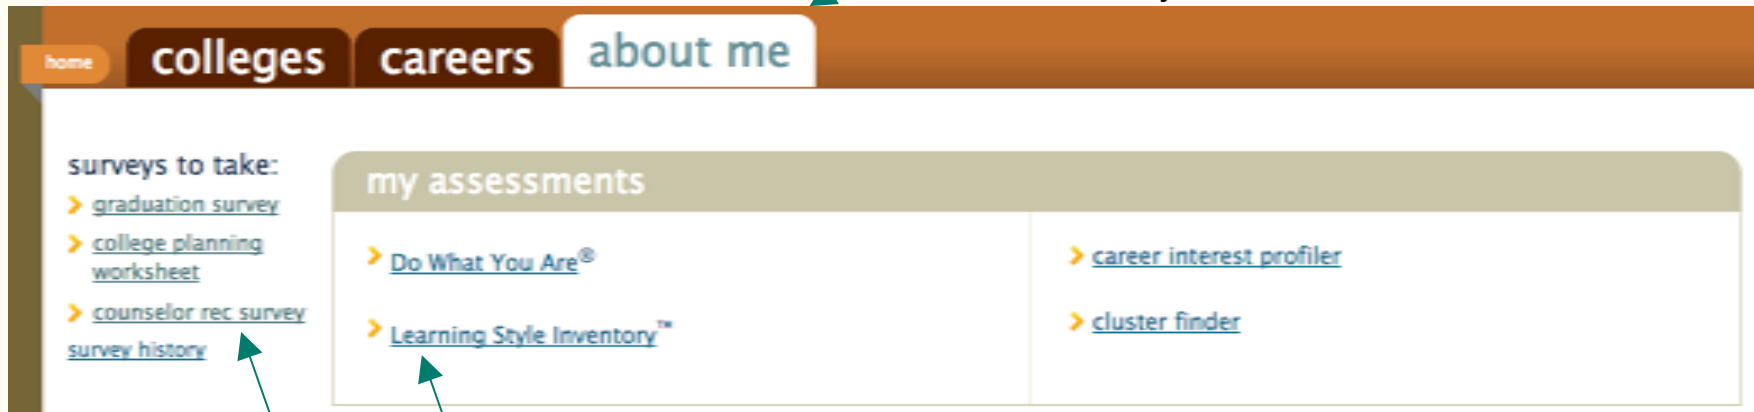 home
colleges
careers
about me
surveys to take:
graduation survey
college planning
worksheet
counselor rec survey
survey history
my assessments
Do What You Are®
Learning Style Inventory™
career interest profiler
cluster finder